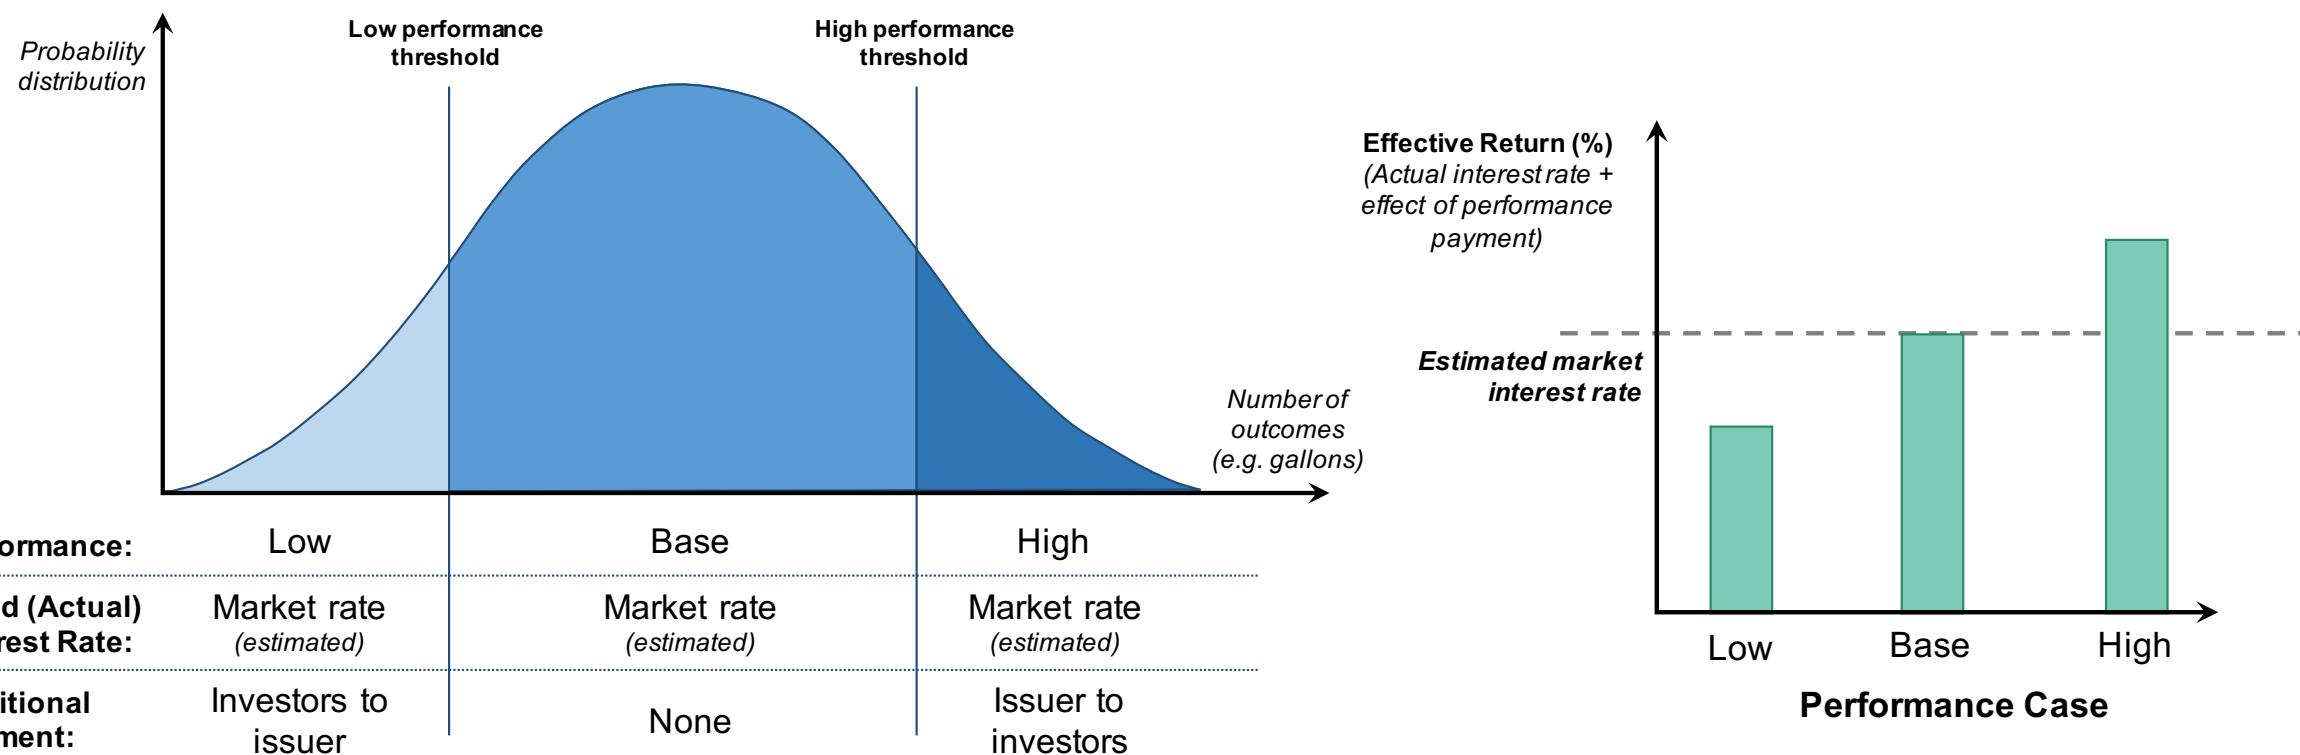 Probability
distribution
Low performance
threshold
High performance
threshold
Number of
outcomes
(e.g. gallons)
ormance:
Low
Base
High
d (Actual)
rest Rate:
Market rate
(estimated)
Market rate
(estimated)
Market rate
(estimated)
itional
ment:
Investors to
issuer
None
Issuer to
investors
Effective Return (%)
(Actual interest rate +
effect of performance
payment)
Estimated market
interest rate
Low
Base
High
Performance Case